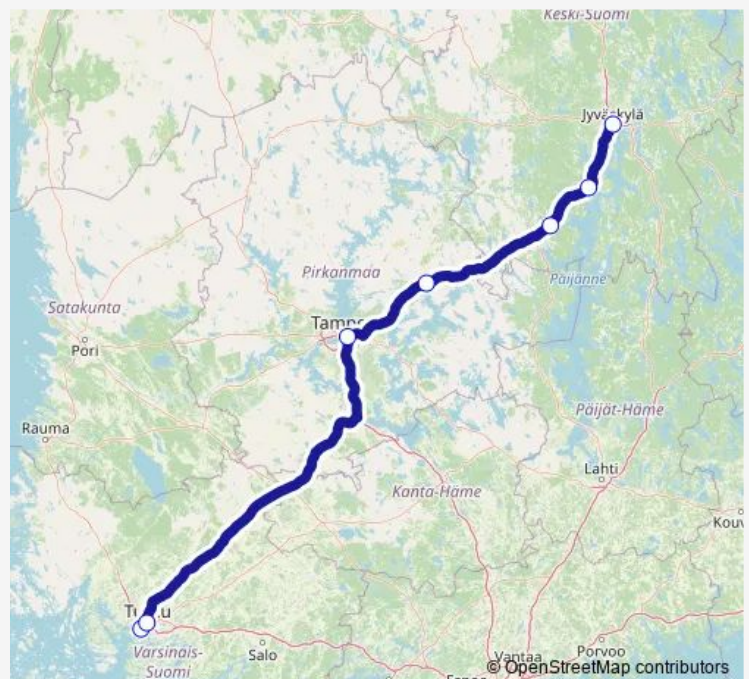 Keski-Suomi
Jyväskylä
Pirkanmaa
Päijänne
Satakunta
Pori
Rauma
Päijät-Häme
Lahti
Kanta-Häme
Varsinais-
Suomi
Salo
Vantaa
Porvoo
© OpenStreetMap contributors